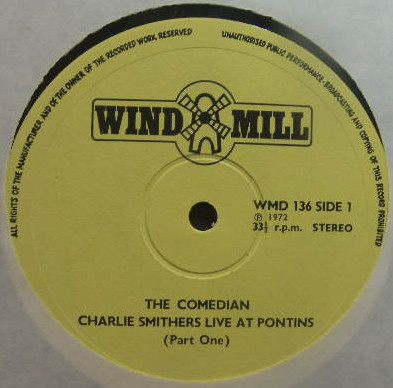 ALL RIGHTS OF THE MANUFACTURER AND OF THE OWNER OF THE RECORDED WORK RESERVED
UNAUTHORISED PUBLIC PERFORMANCE · BROADCASTING AND COPYING OF THIS RECORD PROHIBITED
WIND MILL
WMD 136 SIDE 1
℗ 1972
33⅓ r.p.m. STEREO
THE COMEDIAN
CHARLIE SMITHERS LIVE AT PONTINS
(Part One)